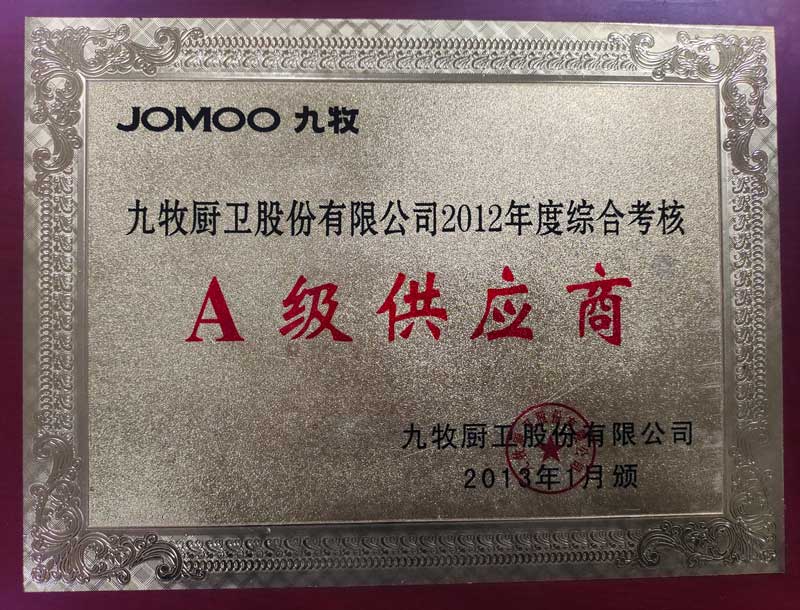 JOMOO 九牧
九牧厨卫股份有限公司2012年度综合考核
A级供应商
九牧厨卫股份有限公司
2013年1月颁